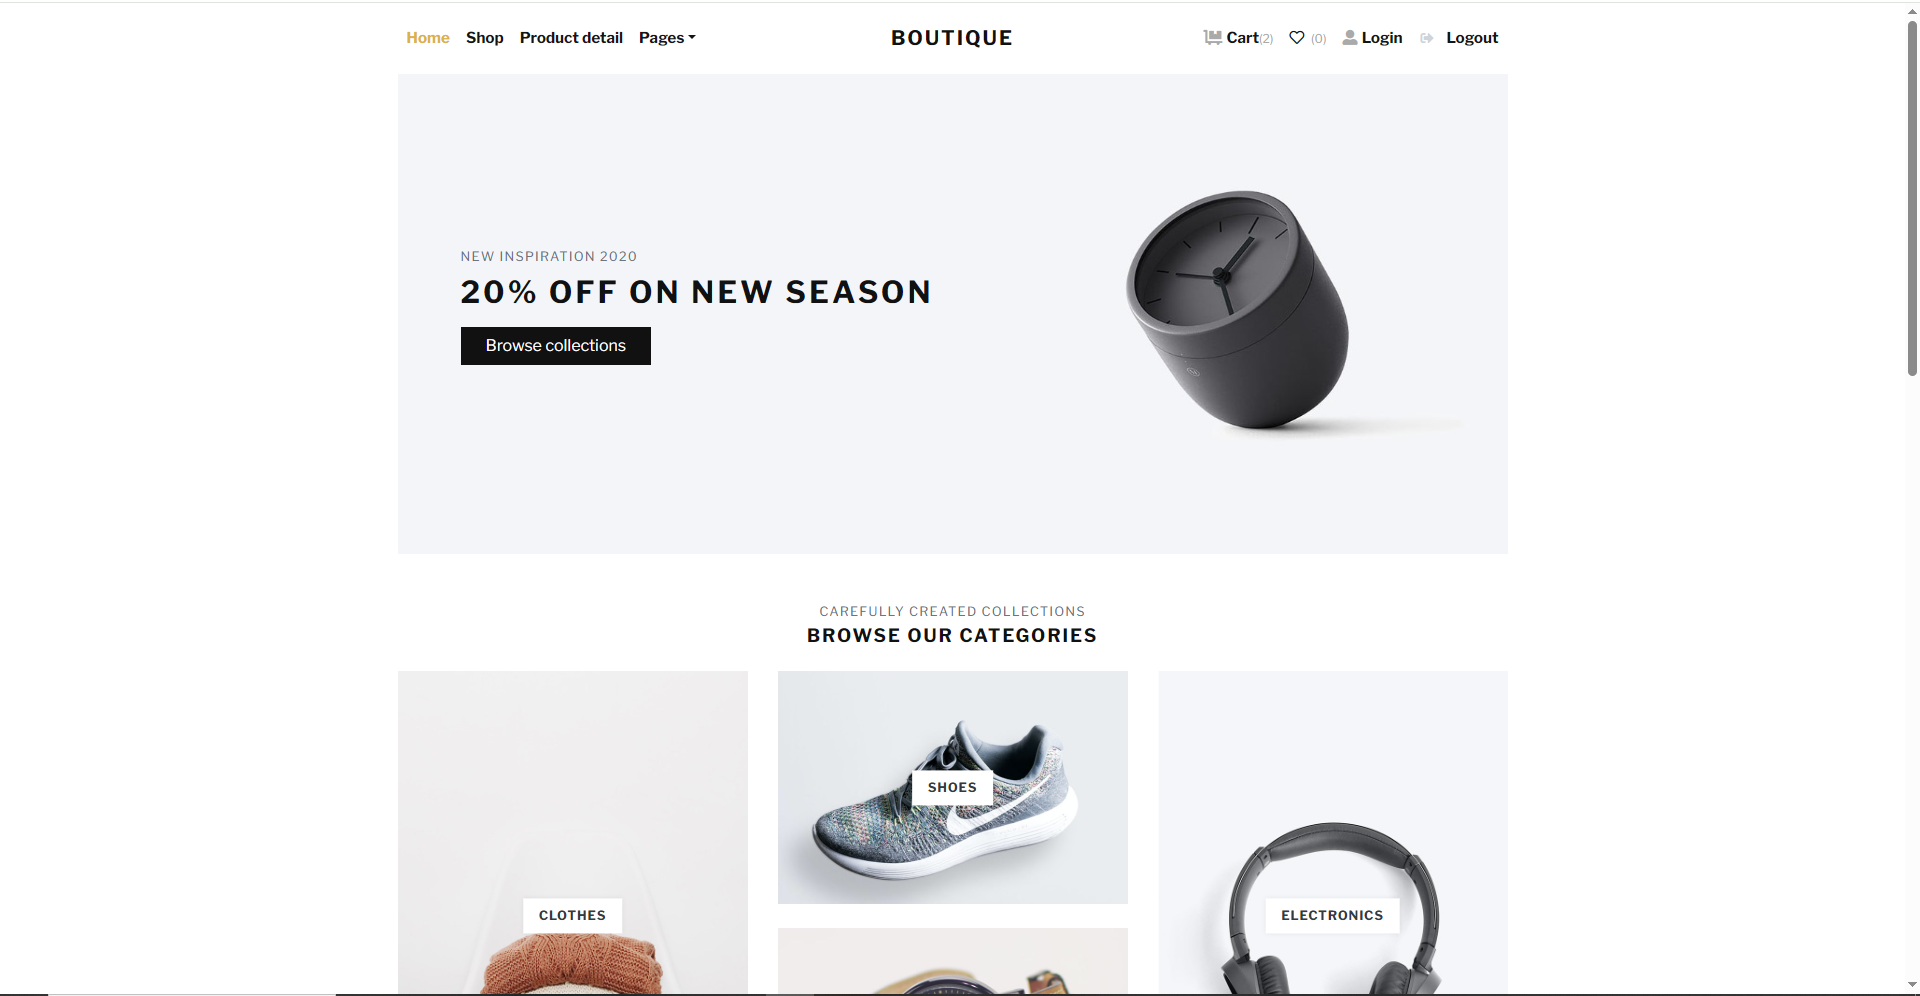 Home Shop Product detail Pages BOUTIQUE Cart(2) (0) Login Logout
NEW INSPIRATION 2020
20% OFF ON NEW SEASON
Browse collections
CAREFULLY CREATED COLLECTIONS
BROWSE OUR CATEGORIES
SHOES
CLOTHES
ELECTRONICS